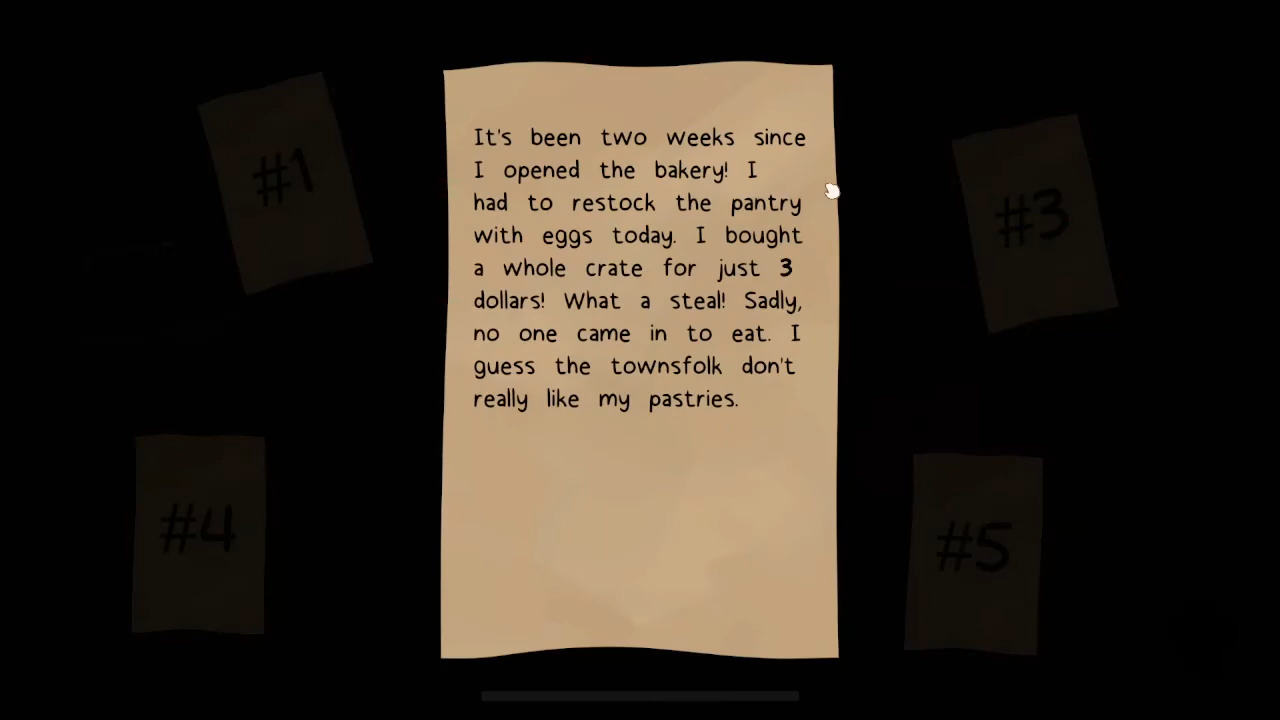 It's been two weeks since
I opened the bakery! I
had to restock the pantry
with eggs today. I bought
a whole crate for just 3
dollars! What a steal! Sadly,
no one came in to eat. I
guess the townsfolk don't
really like my pastries.
#1
#3
#4
#5